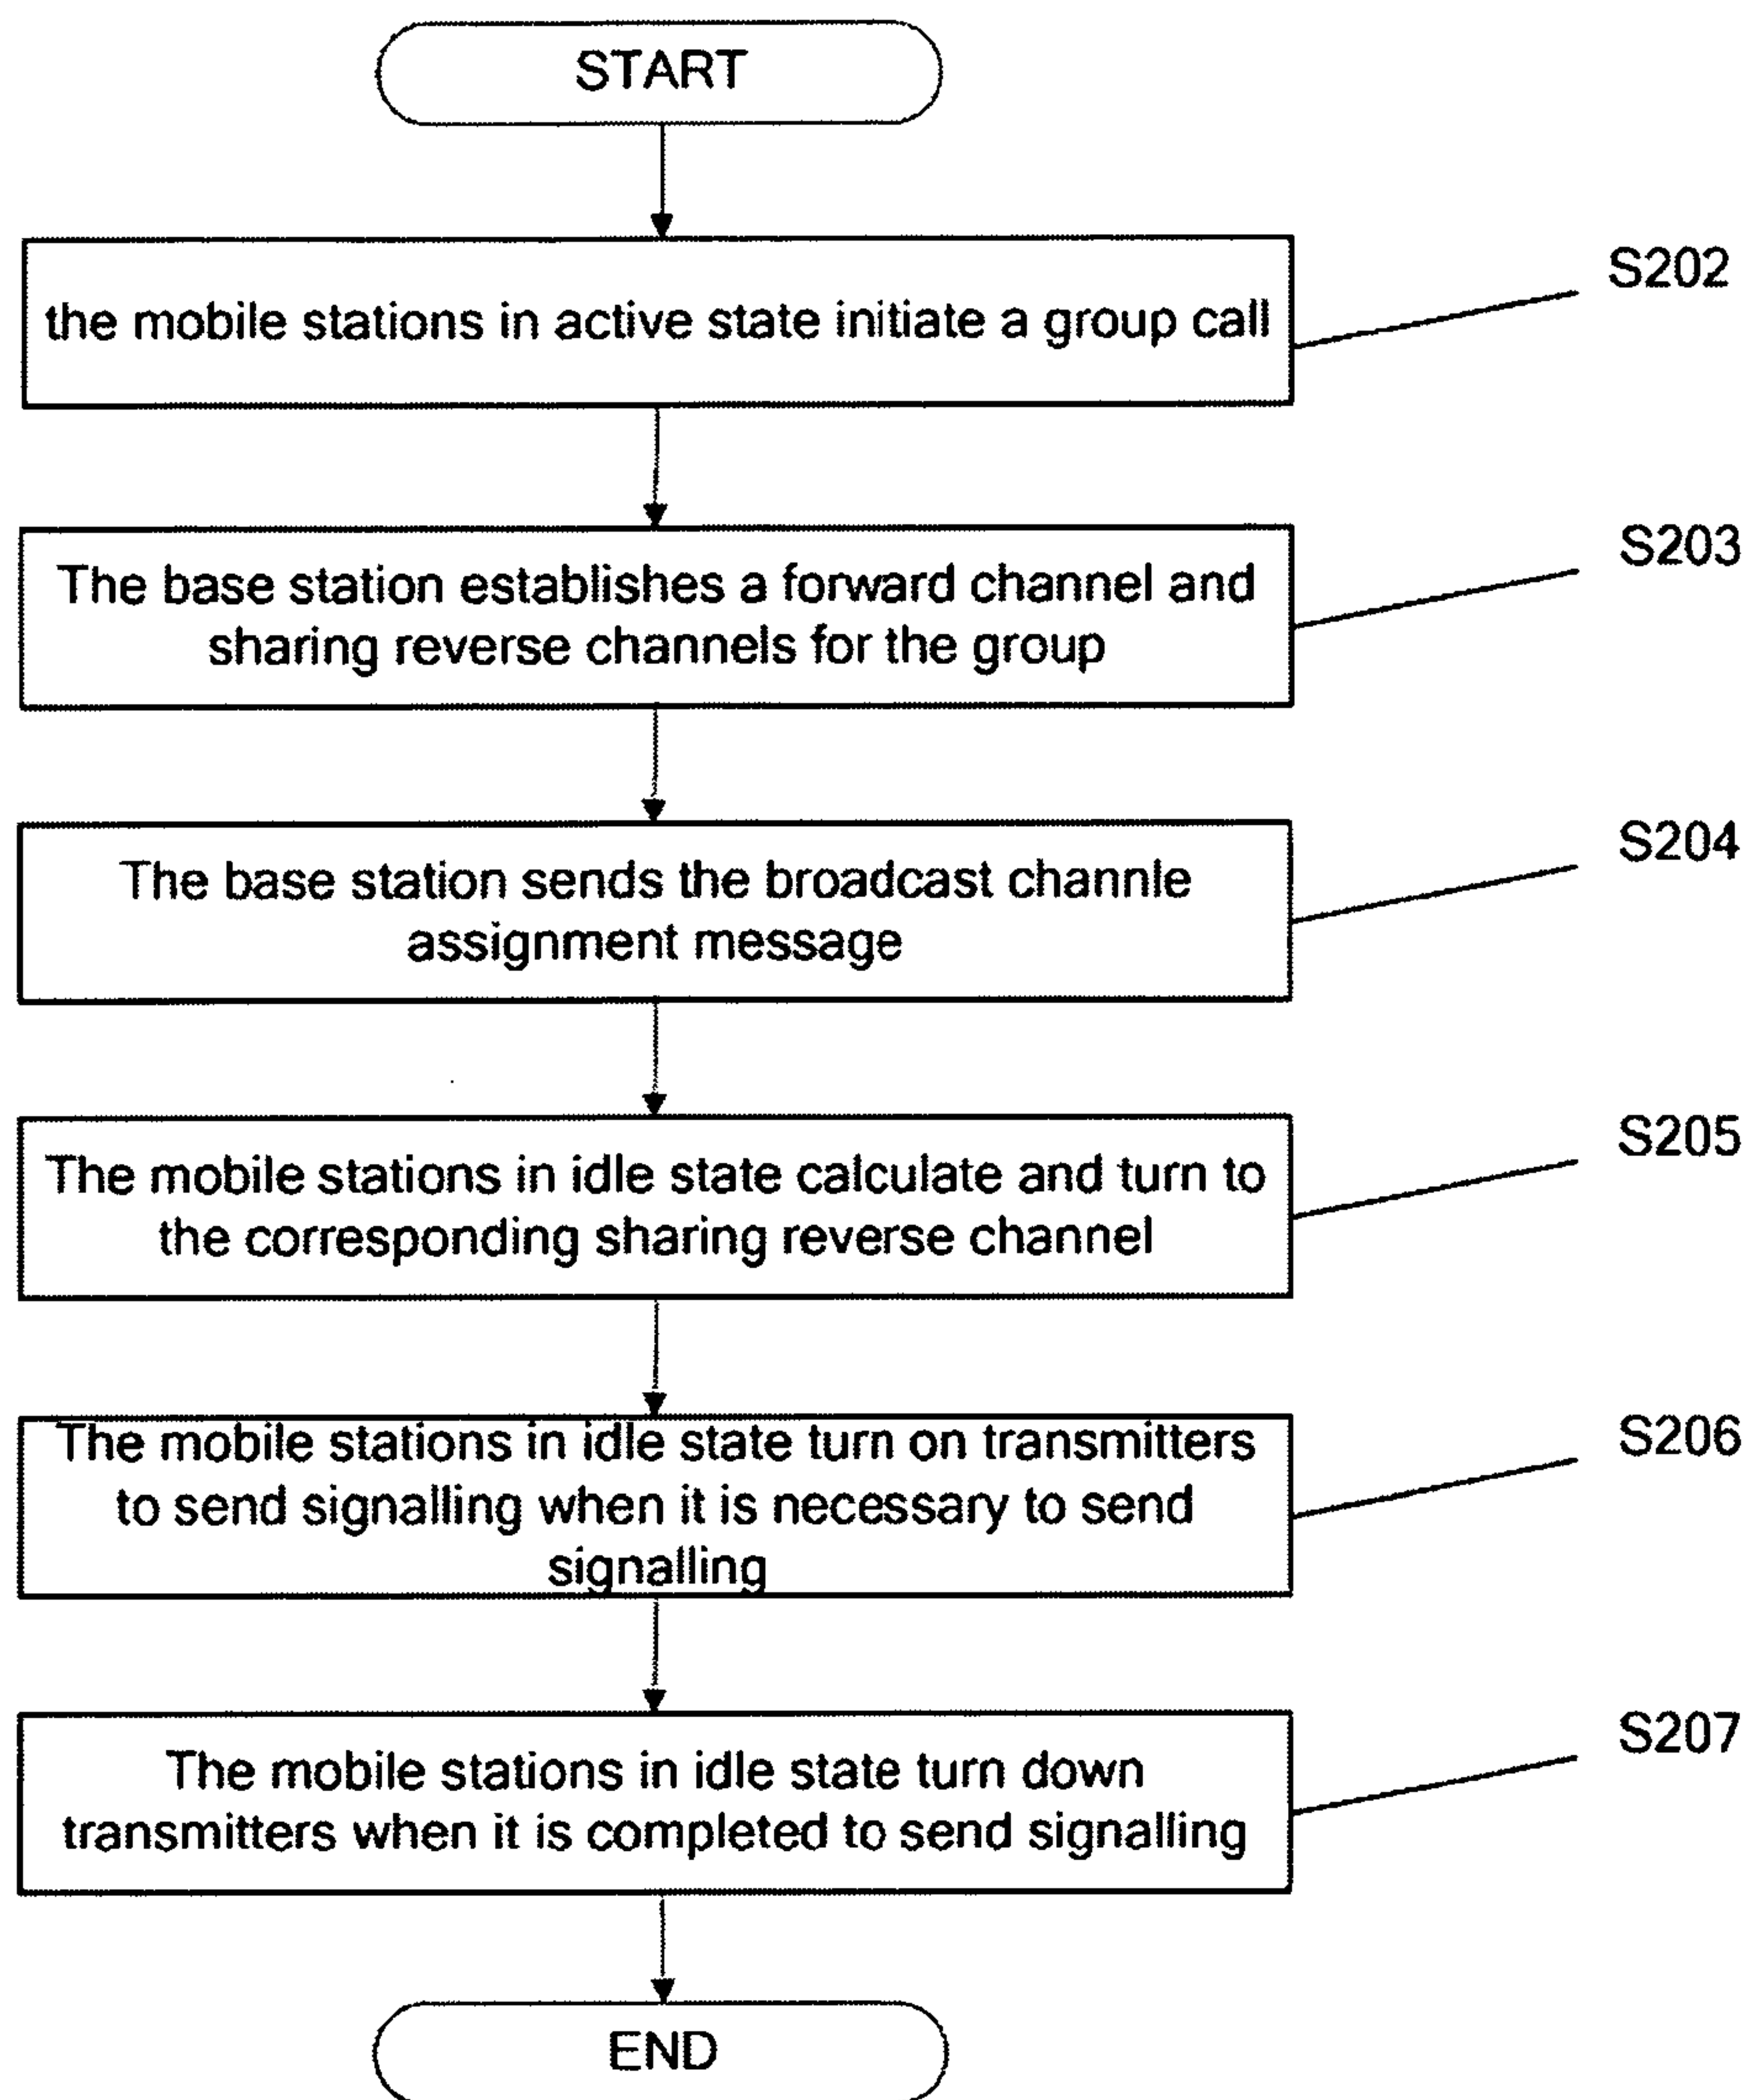 START
the mobile stations in active state initiate a group call
S202
The base station establishes a forward channel and
sharing reverse channels for the group
S203
The base station sends the broadcast channle
assignment message
S204
The mobile stations in idle state calculate and turn to
the corresponding sharing reverse channel
S205
The mobile stations in idle state turn on transmitters
to send signalling when it is necessary to send
signalling
S206
The mobile stations in idle state turn down
transmitters when it is completed to send signalling
S207
END